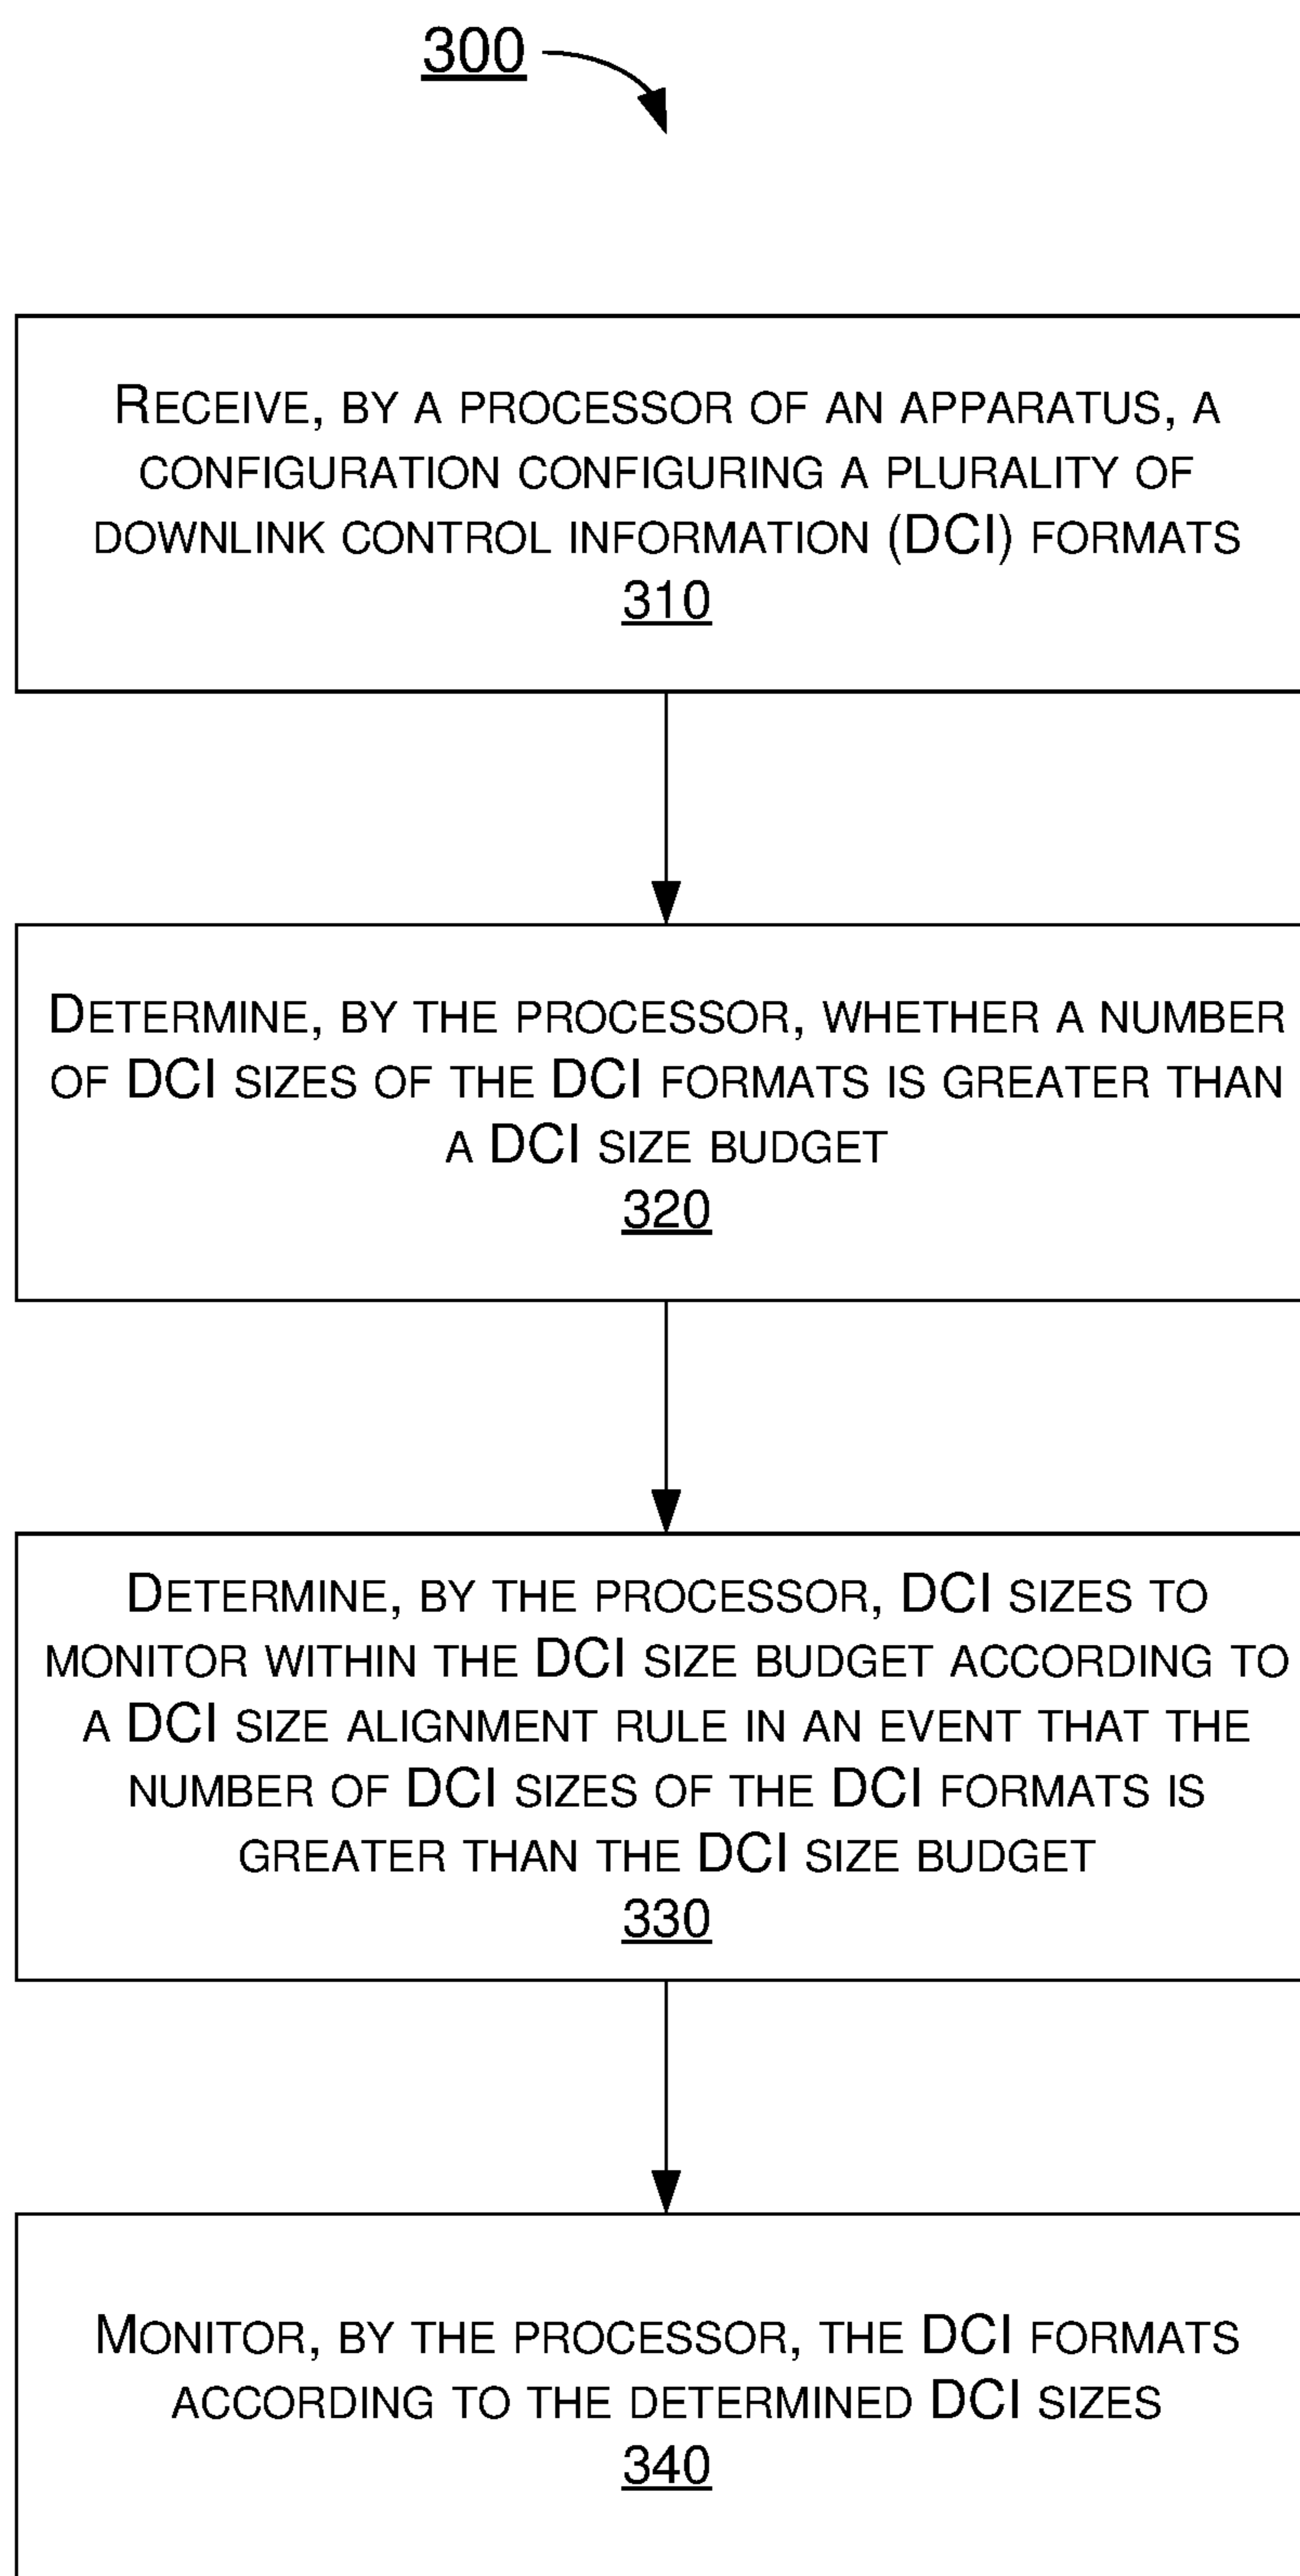 300
RECEIVE, BY A PROCESSOR OF AN APPARATUS, A
CONFIGURATION CONFIGURING A PLURALITY OF
DOWNLINK CONTROL INFORMATION (DCI) FORMATS
310
DETERMINE, BY THE PROCESSOR, WHETHER A NUMBER
OF DCI SIZES OF THE DCI FORMATS IS GREATER THAN
A DCI SIZE BUDGET
320
DETERMINE, BY THE PROCESSOR, DCI SIZES TO
MONITOR WITHIN THE DCI SIZE BUDGET ACCORDING TO
A DCI SIZE ALIGNMENT RULE IN AN EVENT THAT THE
NUMBER OF DCI SIZES OF THE DCI FORMATS IS
GREATER THAN THE DCI SIZE BUDGET
330
MONITOR, BY THE PROCESSOR, THE DCI FORMATS
ACCORDING TO THE DETERMINED DCI SIZES
340